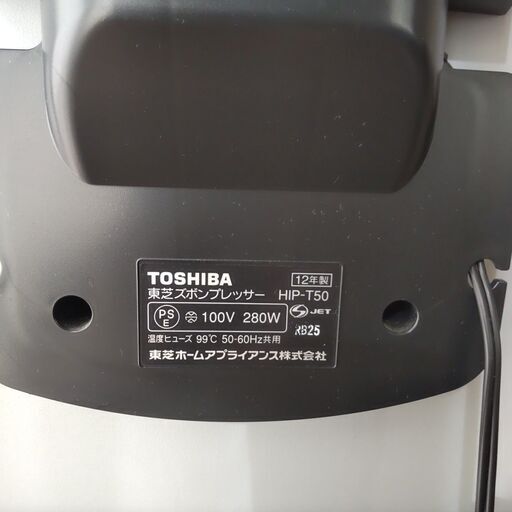 TOSHIBA 12年製
東芝ズボンプレッサー HIP-T50
PS E 100V 280W S JET
RB25
温度ヒューズ 99℃ 50-60Hz共用
東芝ホームアプライアンス株式会社